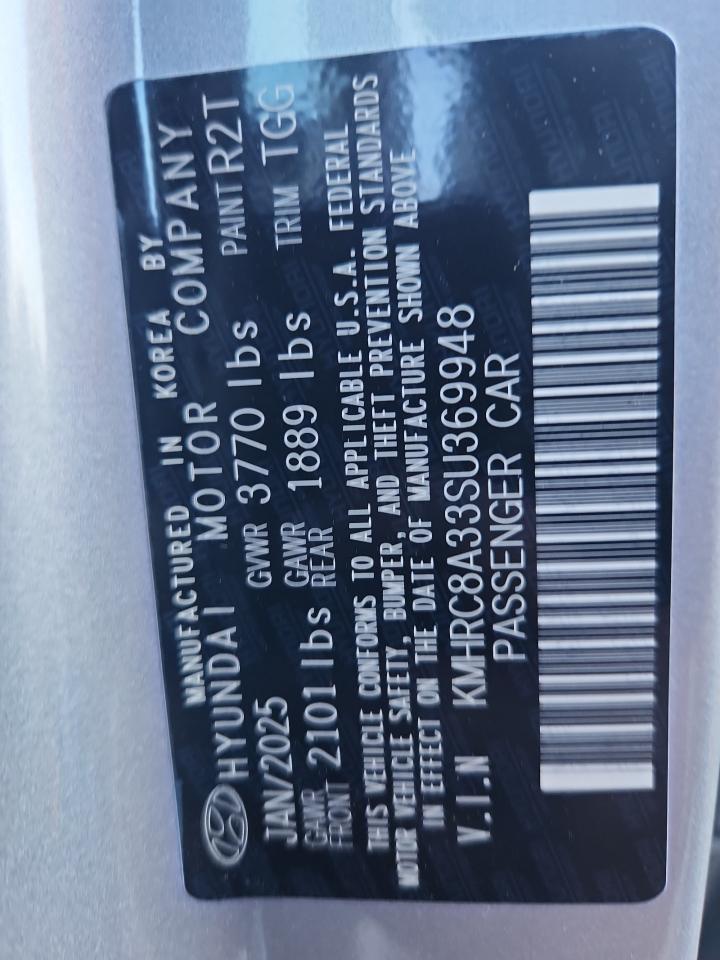 MANUFACTURED IN KOREA BY
HYUNDAI MOTOR COMPANY
JAN/2025 GVWR 3770 lbs PAINT R2T
GAWR FRONT 2101 lbs GAWR REAR 1889 lbs TRIM TGG
THIS VEHICLE CONFORMS TO ALL APPLICABLE U.S.A. FEDERAL
MOTOR VEHICLE SAFETY, BUMPER, AND THEFT PREVENTION STANDARDS
IN EFFECT ON THE DATE OF MANUFACTURE SHOWN ABOVE
V.I.N KMHRC8A33SU369948
PASSENGER CAR